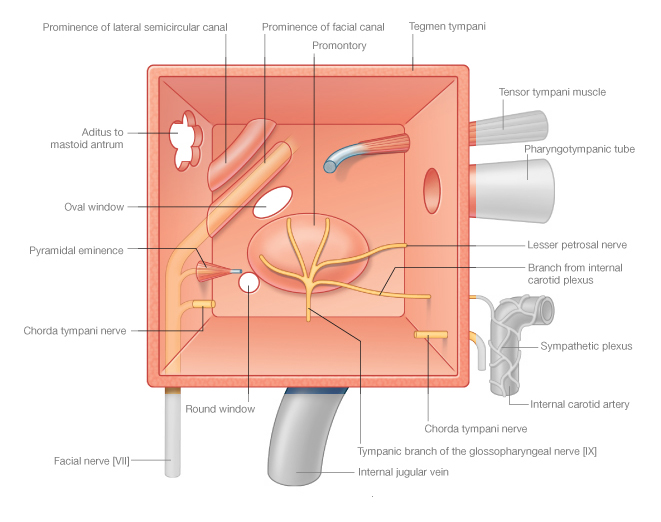 Prominence of lateral semicircular canal
Prominence of facial canal
Tegmen tympani
Promontory
Tensor tympani muscle
Aditus to
mastoid antrum
Pharyngotympanic tube
Oval window
Pyramidal eminence
Lesser petrosal nerve
Branch from internal
carotid plexus
Chorda tympani nerve
Sympathetic plexus
Round window
Internal carotid artery
Chorda tympani nerve
Tympanic branch of the glossopharyngeal nerve [IX]
Facial nerve [VII]
Internal jugular vein